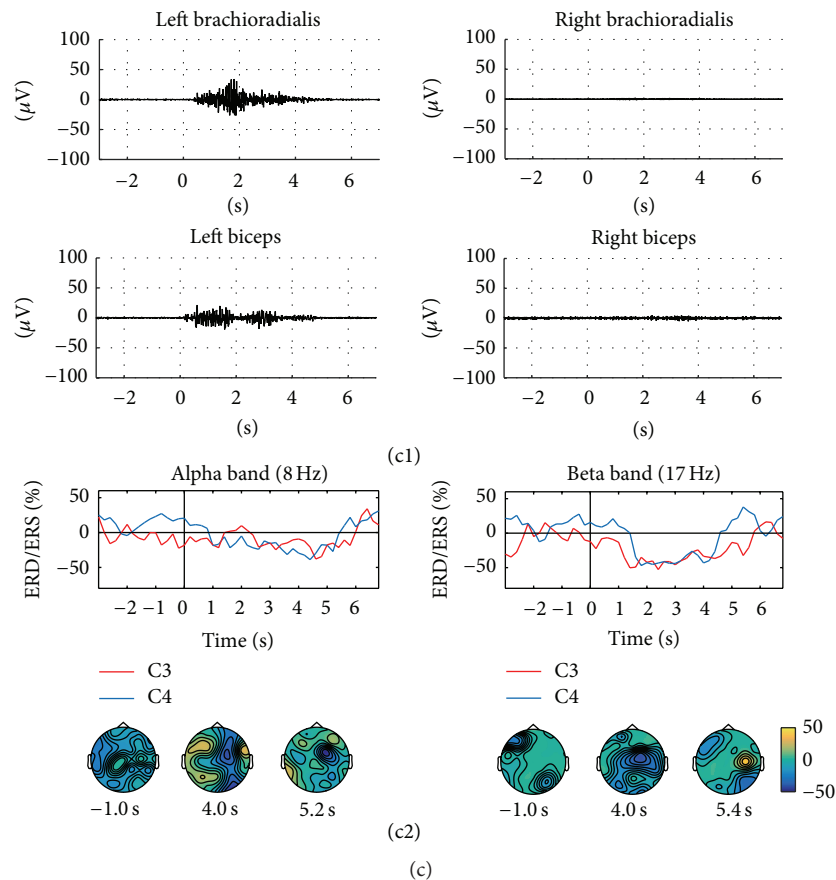 Left brachioradialis
Right brachioradialis
100
50
0
−50
−100
(μV)
−2 0 2 4 6
(s)
100
50
0
−50
−100
(μV)
−2 0 2 4 6
(s)
Left biceps
Right biceps
100
50
0
−50
−100
(μV)
−2 0 2 4 6
(s)
100
50
0
−50
−100
(μV)
−2 0 2 4 6
(s)
(c1)
Alpha band (8 Hz)
Beta band (17 Hz)
50
0
−50
ERD/ERS (%)
−2 −1 0 1 2 3 4 5 6
Time (s)
50
0
−50
ERD/ERS (%)
−2 −1 0 1 2 3 4 5 6
Time (s)
C3
C4
C3
C4
−1.0 s
4.0 s
5.2 s
−1.0 s
4.0 s
5.4 s
50
0
−50
(c2)
(c)